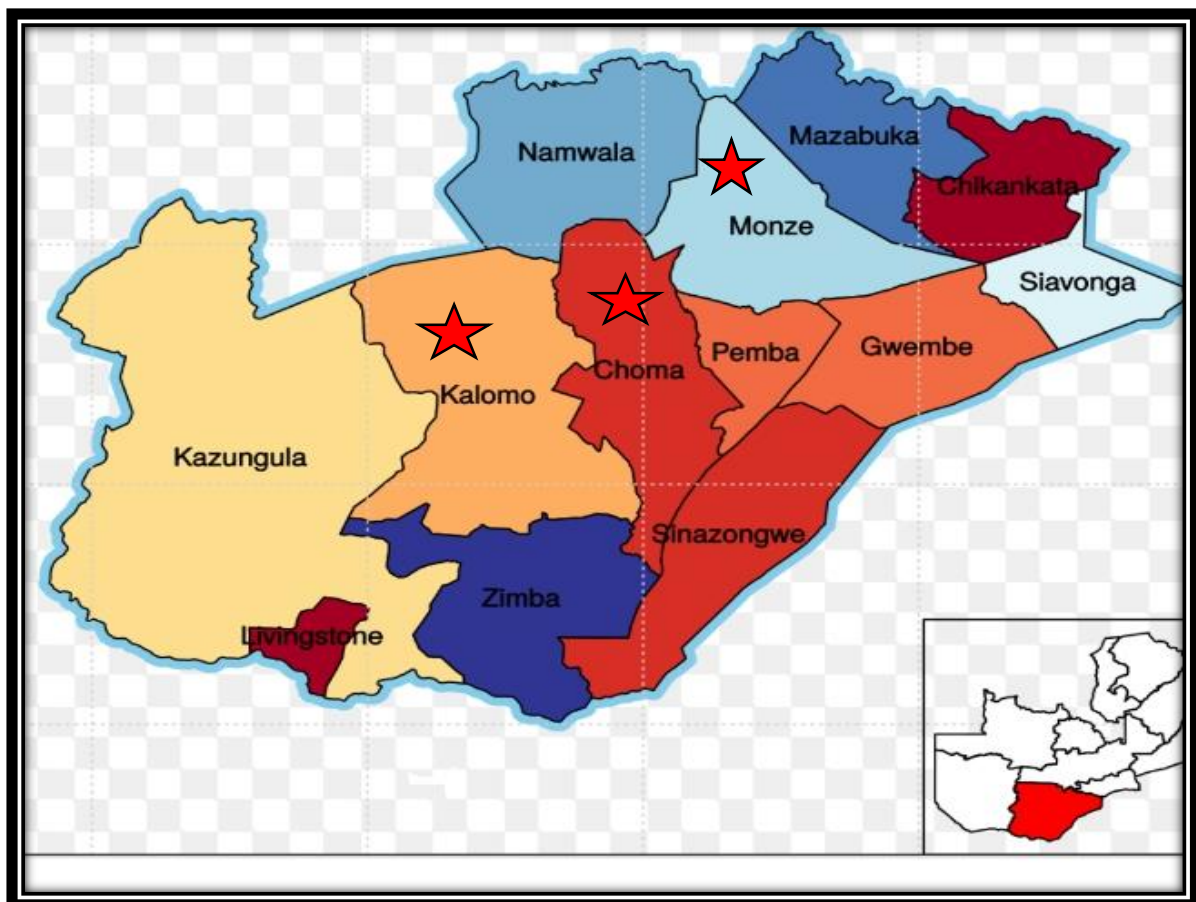 Mazabuka
Namwala
Chikankata
Monze
Siavonga
Gwembe
Pemba
Choma
Kalomo
Kazungula
Sinazongwe
Zimba
Livingstone